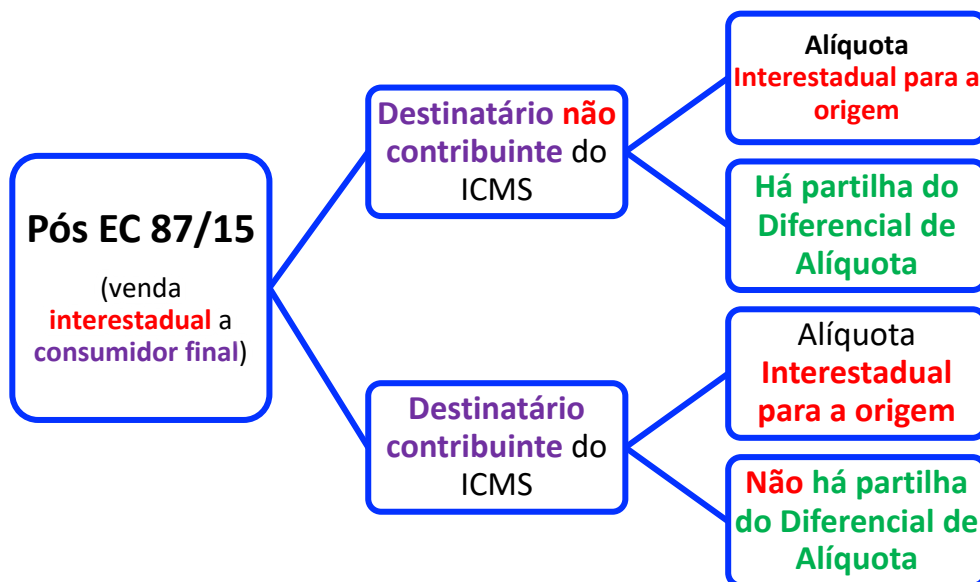 Pós EC 87/15
(venda
interestadual a
consumidor final)
Destinatário não
contribuinte do
ICMS
Alíquota
Interestadual para a
origem
Há partilha do
Diferencial de
Alíquota
Destinatário
contribuinte do
ICMS
Alíquota
Interestadual
para a origem
Não há partilha
do Diferencial de
Alíquota